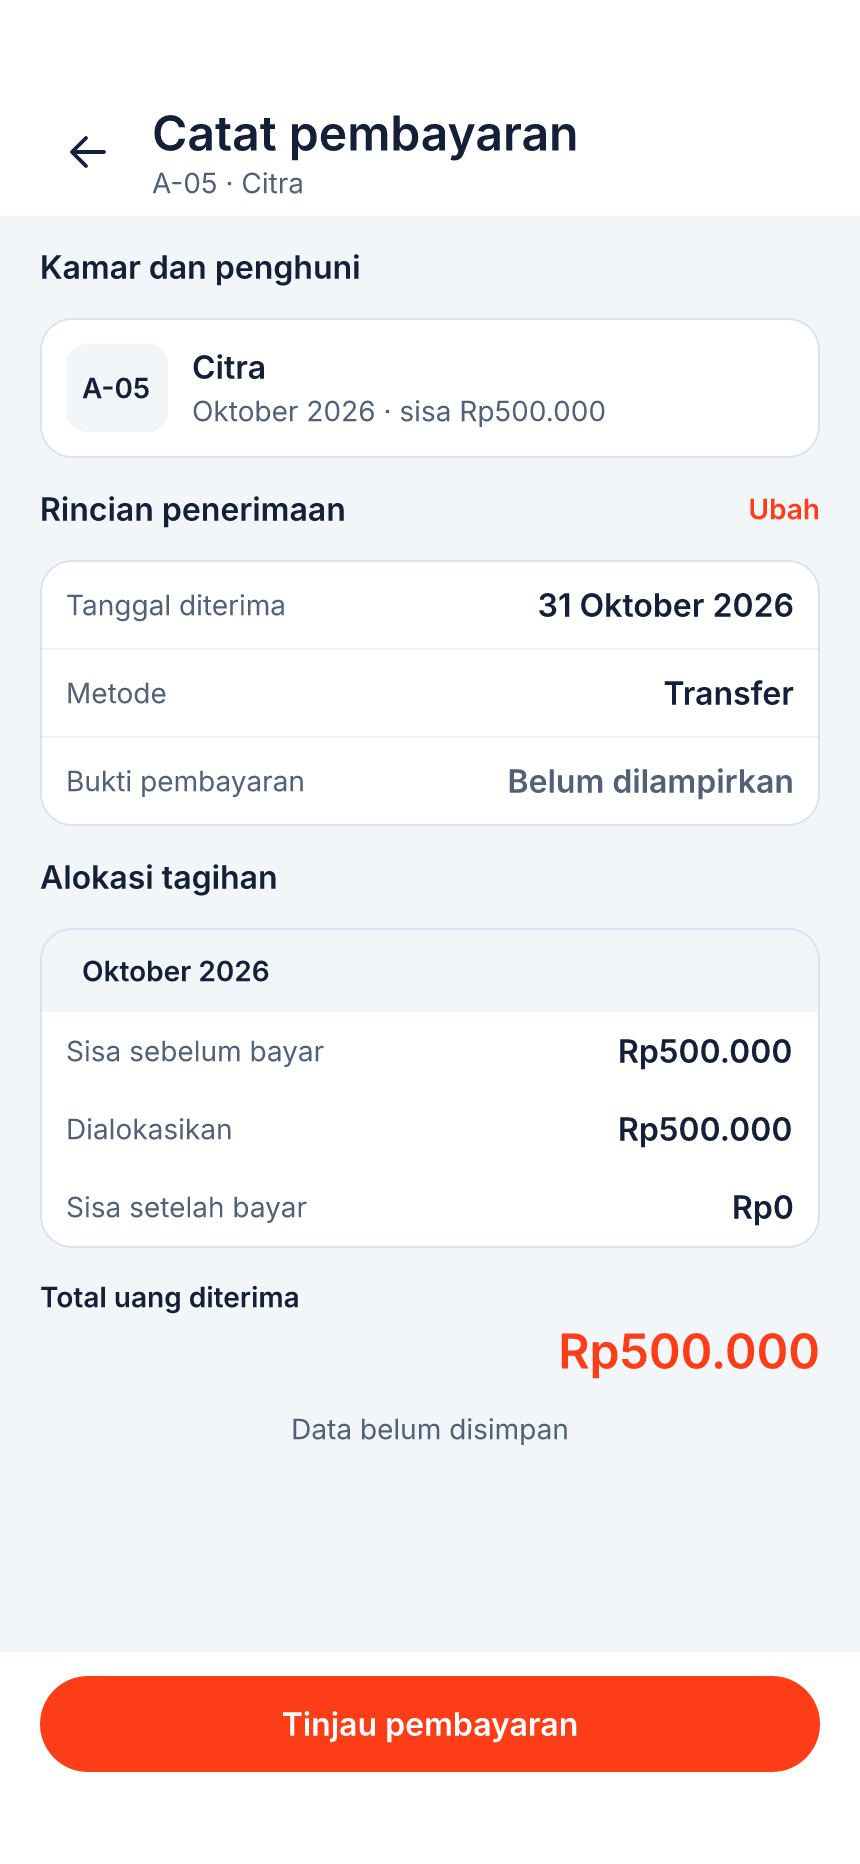 Catat pembayaran
A-05 · Citra
Kamar dan penghuni
A-05
Citra
Oktober 2026 · sisa Rp500.000
Rincian penerimaan
Ubah
Tanggal diterima
31 Oktober 2026
Metode
Transfer
Bukti pembayaran
Belum dilampirkan
Alokasi tagihan
Oktober 2026
Sisa sebelum bayar
Rp500.000
Dialokasikan
Rp500.000
Sisa setelah bayar
Rp0
Total uang diterima
Rp500.000
Data belum disimpan
Tinjau pembayaran